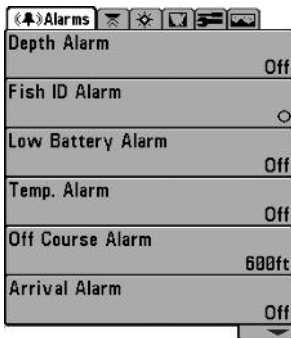 Alarms
Depth Alarm
Off
Fish ID Alarm
Low Battery Alarm
Off
Temp. Alarm
Off
Off Course Alarm
600ft
Arrival Alarm
Off